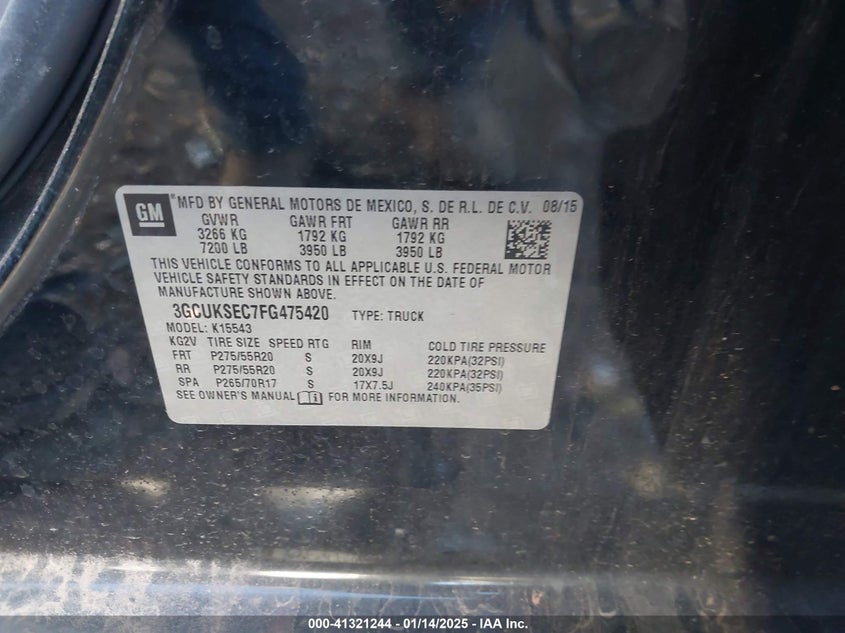 GM
MFD BY GENERAL MOTORS DE MEXICO, S. DE R.L. DE C.V. 08/15
GVWR GAWR FRT GAWR RR
3266 KG 1792 KG 1792 KG
7200 LB 3950 LB 3950 LB
THIS VEHICLE CONFORMS TO ALL APPLICABLE U.S. FEDERAL MOTOR
VEHICLE SAFETY STANDARDS IN EFFECT ON THE DATE OF
MANUFACTURE SHOWN ABOVE.
3GCUKSEC7FG475420 TYPE: TRUCK
MODEL: K15543
KG2V TIRE SIZE SPEED RTG RIM COLD TIRE PRESSURE
FRT P275/55R20 S 20X9J 220KPA(32PSI)
RR P275/55R20 S 20X9J 220KPA(32PSI)
SPA P265/70R17 S 17X7.5J 240KPA(35PSI)
SEE OWNER'S MANUAL FOR MORE INFORMATION.
000-41321244 - 01/14/2025 - IAA Inc.